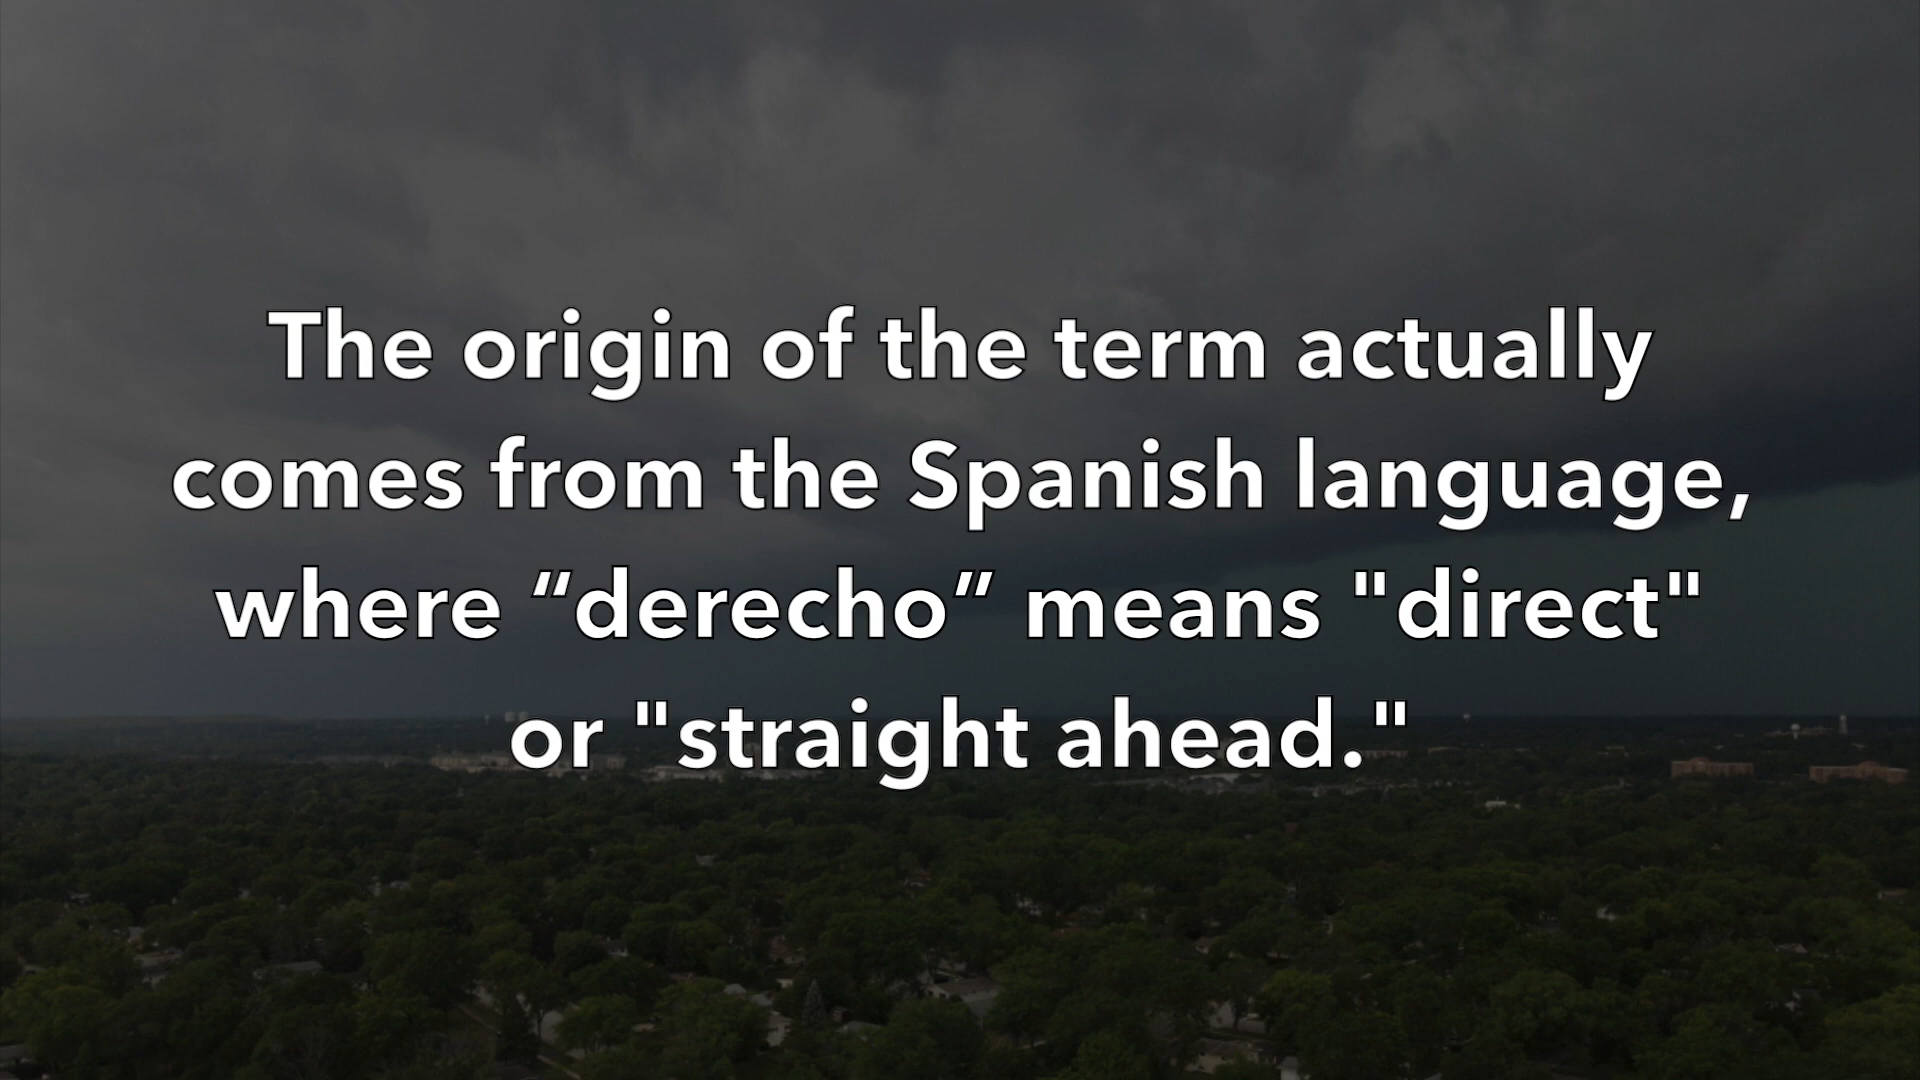 The origin of the term actually
comes from the Spanish language,
where “derecho” means "direct"
or "straight ahead."